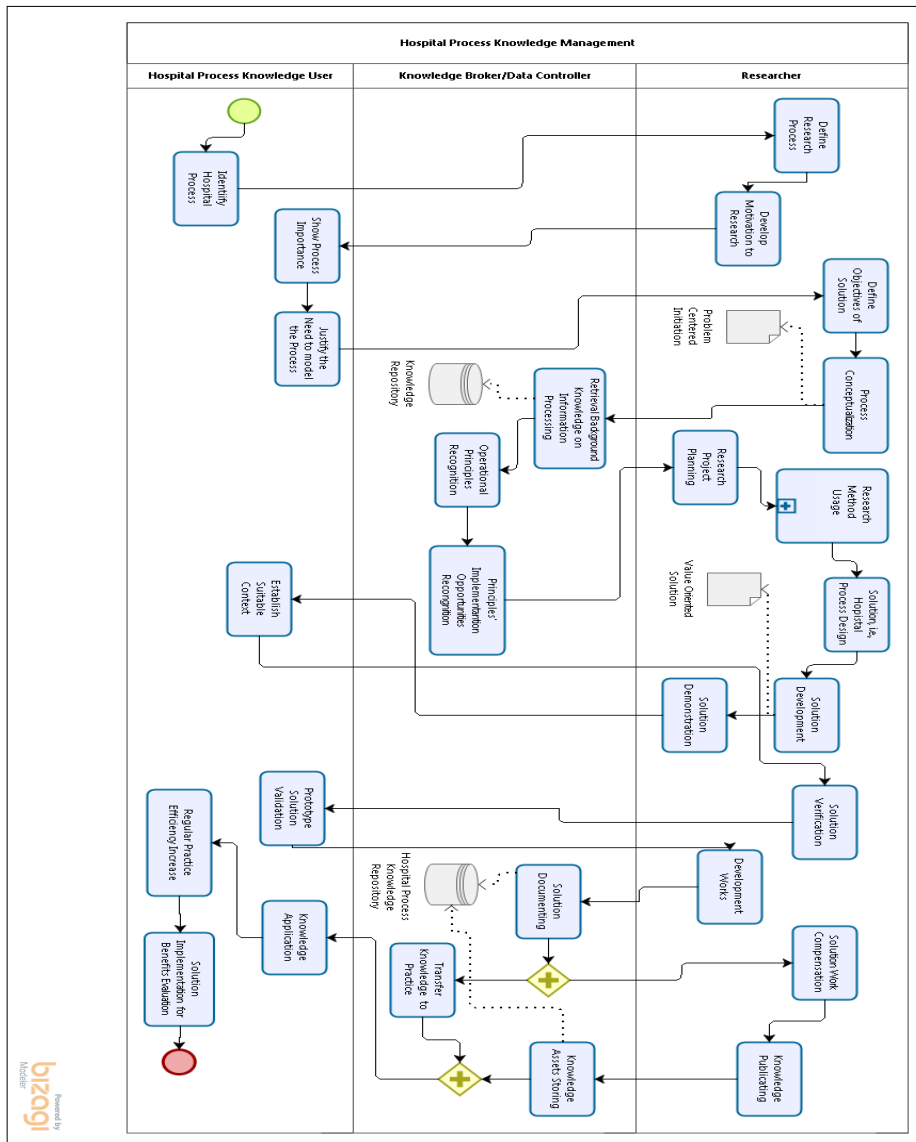 Hospital Process Knowledge Management
Hospital Process Knowledge User
Knowledge Broker/Data Controller
Researcher
Identiify
Hospital
Process
Define
Research
Process
Develop
Motivation to
Research
Show Process
Importance
Justify the
Need to model
the Process
Define
Objectives of
Solution
Problem
Centered
Initiation
Process
Conceptualization
Retrieval Background
Knowledge on
Information
Processing
Knowledge
Repository
Operational
Principles
Recognition
Principles'
Implementantion
Opportunities
Recongnition
Research
Project
Planning
Research
Method
Usage
Solution, i.e,
Hopistal
Process Design
Value Oriented
Solution
Solution
Development
Solution
Demonstration
Establish
Suitable
Context
Solution
Verification
Prototype
Solution
Validation
Development
Works
Solution
Documenting
Hospital Process
Knowledge
Repository
Transfer
Knowledge to
Practice
Solution Work
Compensation
Knowledge
Publicating
Knowledge
Assets Storing
Knowledge
Application
Regular Practice
Efficiency Increase
Solution
Implementation for
Benefits Evaluation
Powered by
bizagi
Modeler